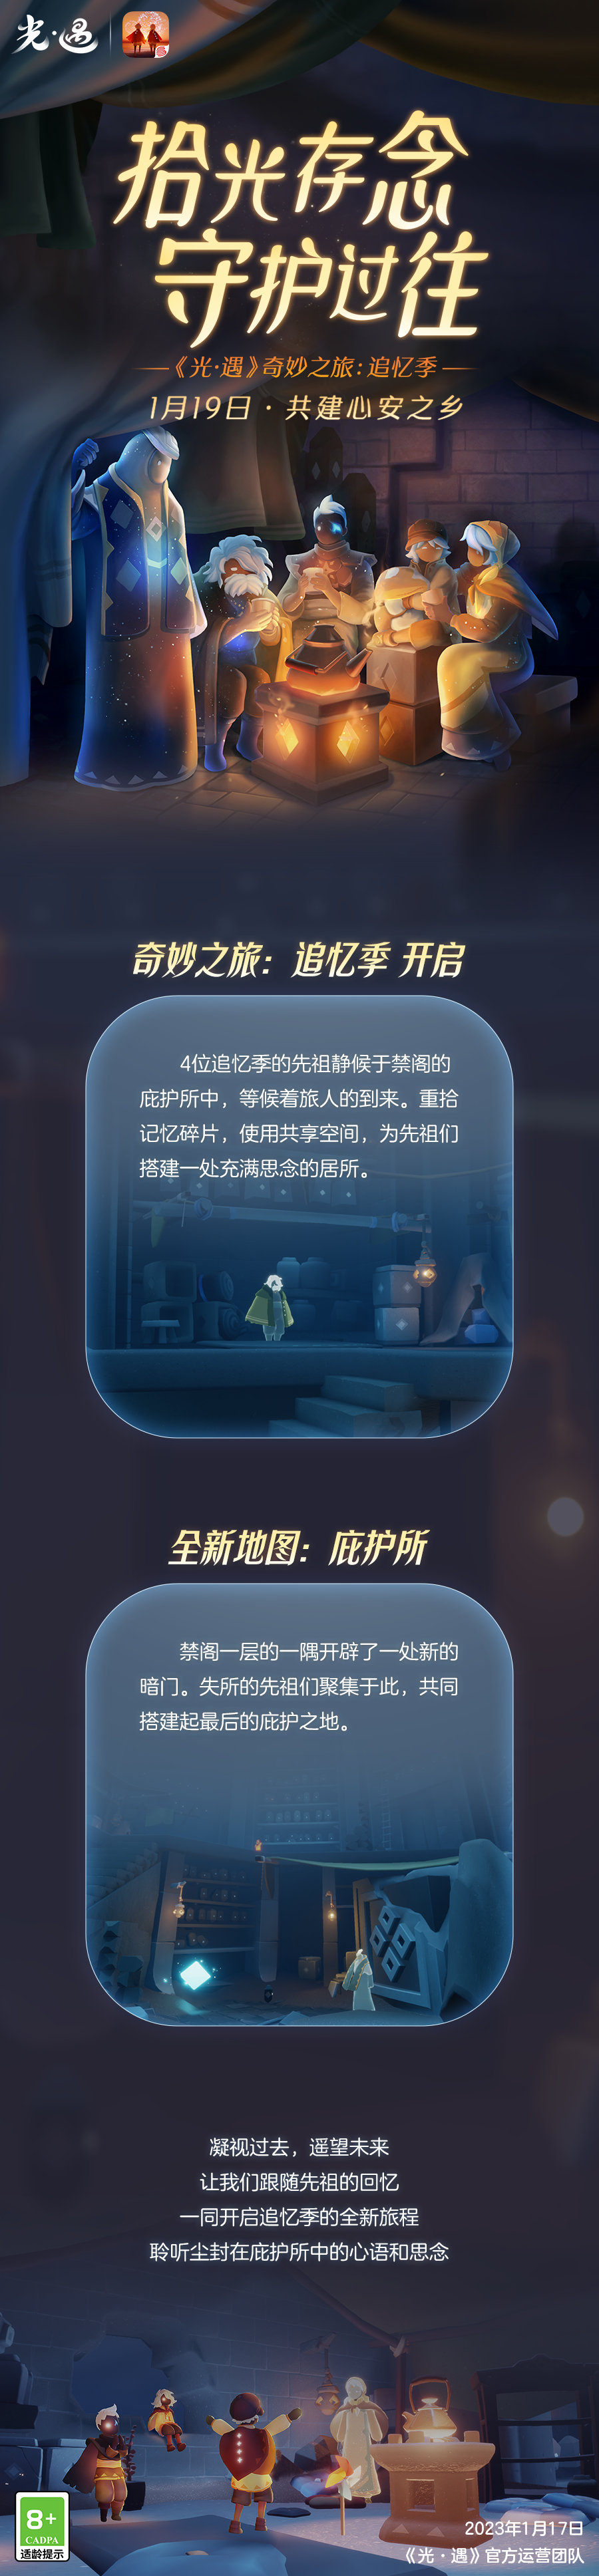 光·遇
拾光存念
守护过往
《光·遇》奇妙之旅：追忆季
1月19日·共建心安之乡
奇妙之旅：追忆季 开启
4位追忆季的先祖静候于禁阁的
庇护所中，等候着旅人的到来。重拾
记忆碎片，使用共享空间，为先祖们
搭建一处充满思念的居所。
全新地图：庇护所
禁阁一层的一隅开辟了一处新的
暗门。失所的先祖们聚集于此，共同
搭建起最后的庇护之地。
凝视过去，遥望未来
让我们跟随先祖的回忆
一同开启追忆季的全新旅程
聆听尘封在庇护所中的心语和思念
8+
CADPA
适龄提示
2023年1月17日
《光·遇》官方运营团队